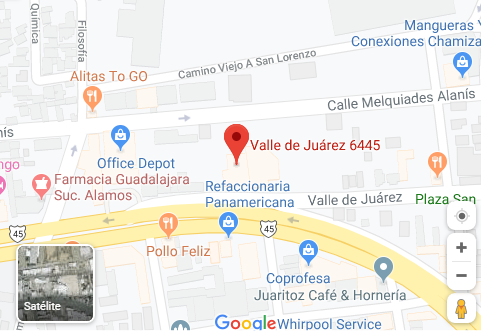 Química
Filosofía
Mangueras Y
Conexiones Chamiza
Camino Viejo A San Lorenzo
Alitas To GO
Calle Melquiades Alanís
nís
Valle de Juárez 6445
Office Depot
ngo
Farmacia Guadalajara
Suc. Alamos
Refaccionaria
Panamericana
Valle de Juárez
Plaza San
45
45
Pollo Feliz
Coprofesa
Juaritoz Café & Hornería
Satélite
Google
Whirpool Service